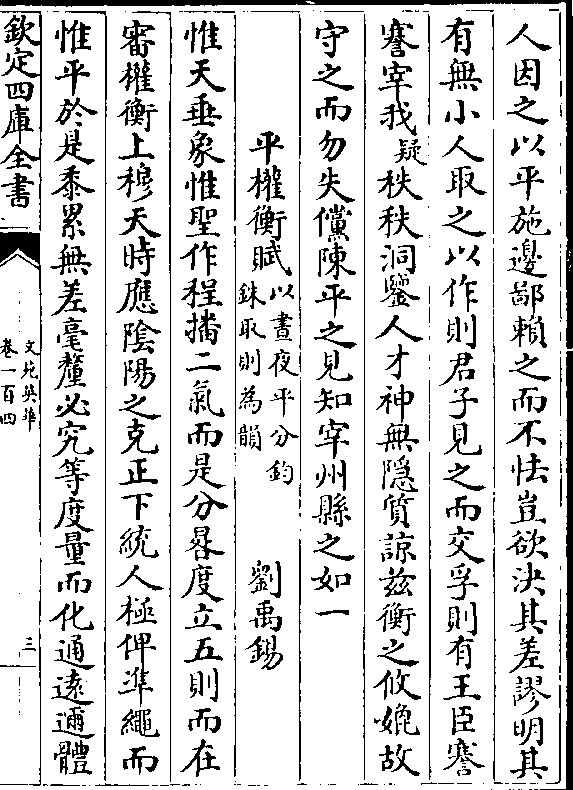 人因之以平施邊鄙賴之而不怯豈欲決其差謬明其
有無小人取之以作則君子見之而交孚則有王臣謇
謇宰我疑秩秩洞鑒人才神無隱質諒兹衡之攸媲故
守之而勿失儻陳平之見知宰州縣之如一
平權衡賦以晝夜平分鈞
銖取則為韻
劉禹錫
惟天垂象惟聖作程播二氣而是分晷度立五則而在
審權衡上穆天時應陰陽之克正下統人極俾準繩而
惟平於是黍累無差毫釐必究等度量而化通遠邇體
欽定四庫全書
文苑英華
卷一百四
三